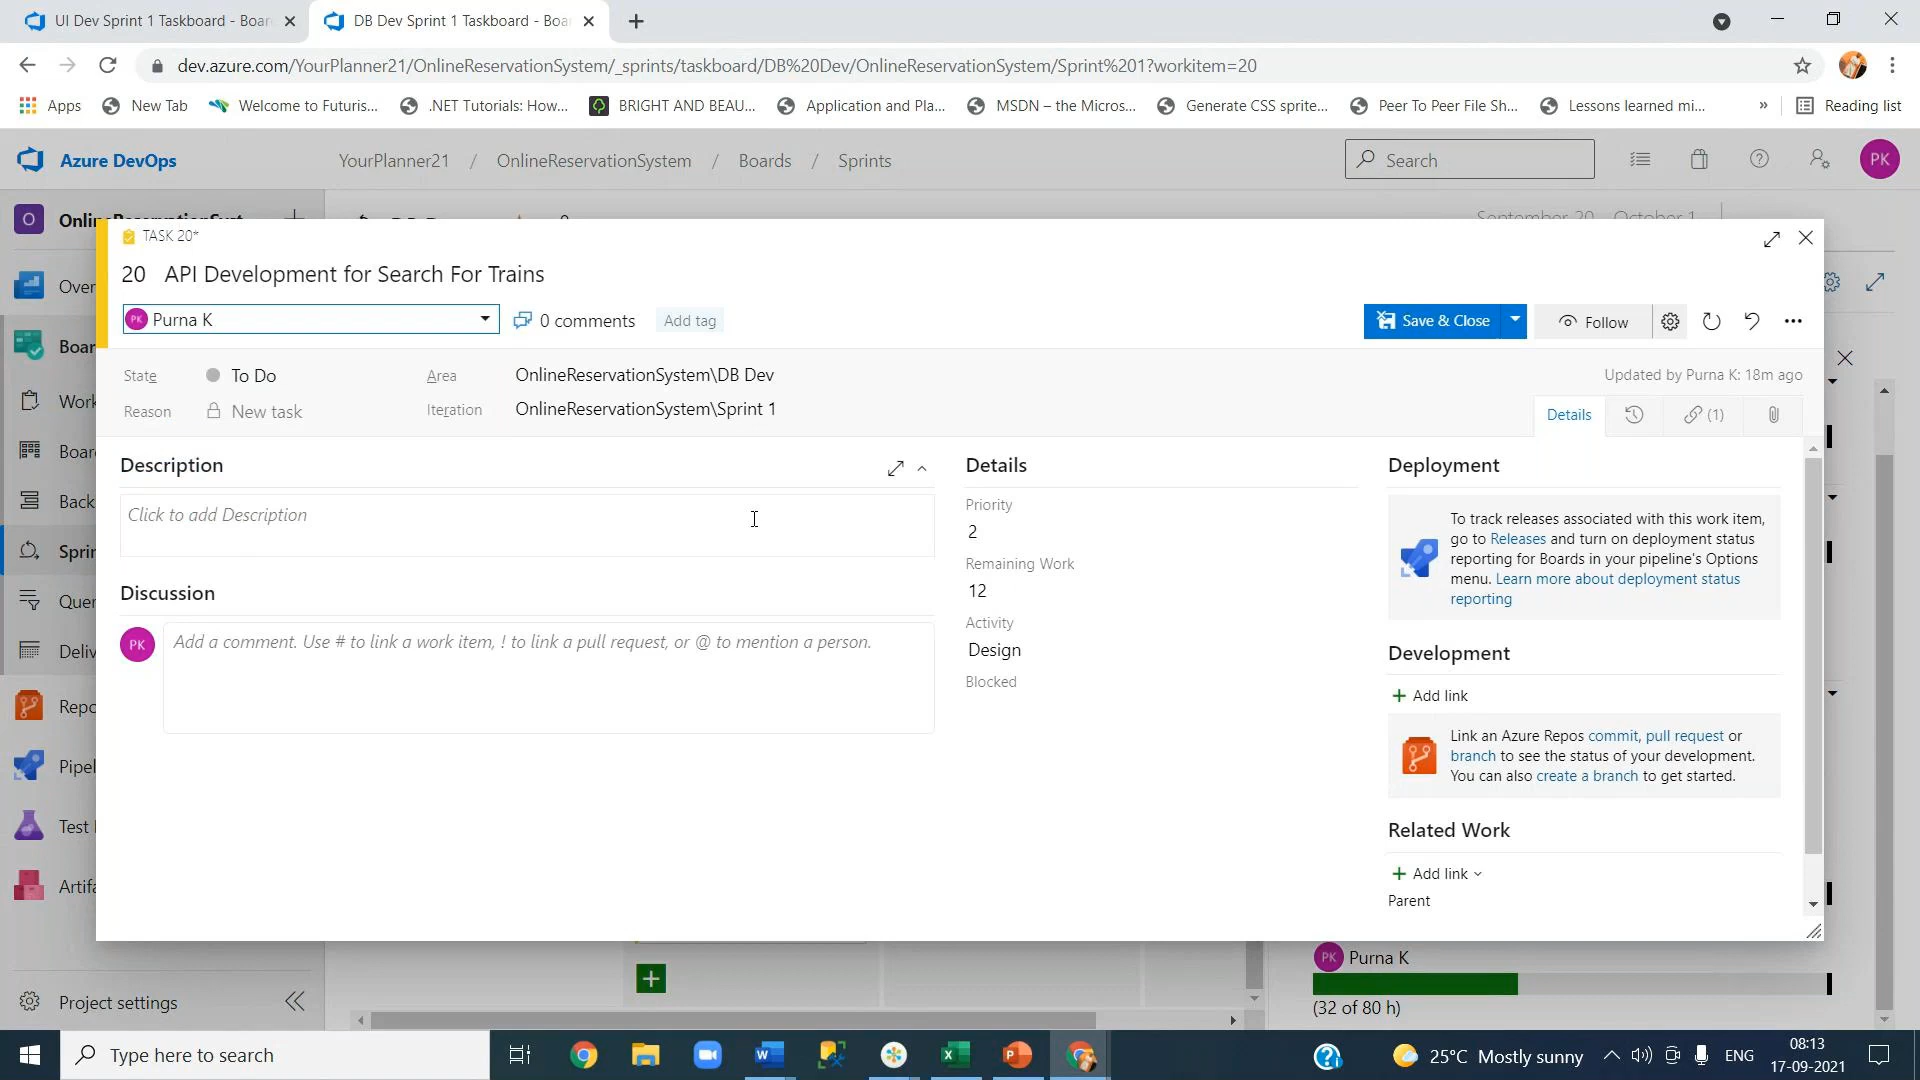 UI Dev Sprint 1 Taskboard - Boar
DB Dev Sprint 1 Taskboard - Boa
dev.azure.com/YourPlanner21/OnlineReservationSystem/_sprints/taskboard/DB%20Dev/OnlineReservationSystem/Sprint%201?workitem=20
Apps
New Tab
Welcome to Futuris...
.NET Tutorials: How...
BRIGHT AND BEAU...
Application and Pla...
MSDN – the Micros...
Generate CSS sprite...
Peer To Peer File Sh...
Lessons learned mi...
»
Reading list
Azure DevOps
YourPlanner21 / OnlineReservationSystem / Boards / Sprints
Search
PK
O
TASK 20*
20 API Development for Search For Trains
PK Purna K
0 comments
Add tag
Save & Close
Follow
State
To Do
Area
OnlineReservationSystem\DB Dev
Updated by Purna K: 18m ago
Reason
New task
Iteration
OnlineReservationSystem\Sprint 1
Details
(1)
Over
Boar
Work
Boar
Back
Sprin
Quer
Deliv
Repo
Pipel
Test
Artifa
Project settings
Description
Click to add Description
Discussion
PK
Add a comment. Use # to link a work item, ! to link a pull request, or @ to mention a person.
Details
Priority
2
Remaining Work
12
Activity
Design
Blocked
Deployment
To track releases associated with this work item,
go to Releases and turn on deployment status
reporting for Boards in your pipeline's Options
menu. Learn more about deployment status
reporting
Development
Add link
Link an Azure Repos commit, pull request or
branch to see the status of your development.
You can also create a branch to get started.
Related Work
Add link
Parent
PK Purna K
(32 of 80 h)
Type here to search
25°C Mostly sunny
ENG
08:13
17-09-2021